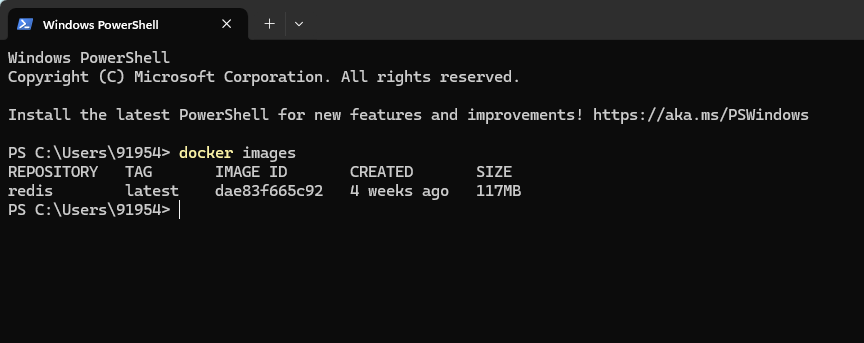 Windows PowerShell
Windows PowerShell
Copyright (C) Microsoft Corporation. All rights reserved.
Install the latest PowerShell for new features and improvements! https://aka.ms/PSWindows
PS C:\Users\91954> docker images
REPOSITORY   TAG       IMAGE ID       CREATED       SIZE
redis        latest    dae83f665c92   4 weeks ago   117MB
PS C:\Users\91954>